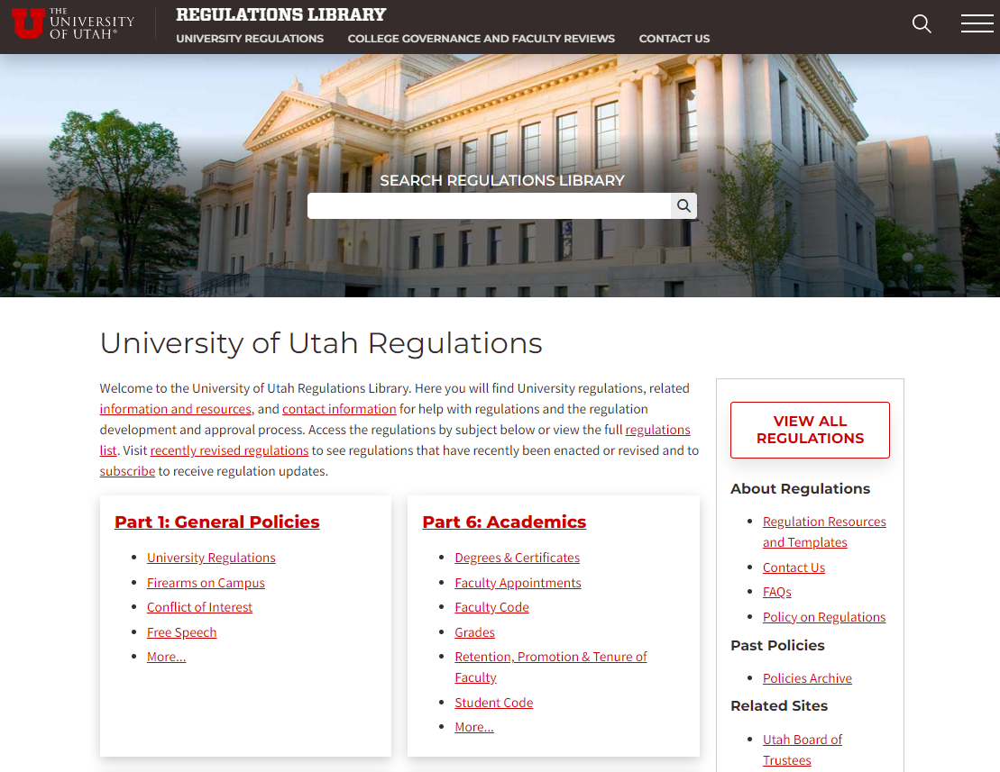 THE
UNIVERSITY
OF UTAH®
REGULATIONS LIBRARY
UNIVERSITY REGULATIONS
COLLEGE GOVERNANCE AND FACULTY REVIEWS
CONTACT US
SEARCH REGULATIONS LIBRARY
University of Utah Regulations
Welcome to the University of Utah Regulations Library. Here you will find University regulations, related
information and resources, and contact information for help with regulations and the regulation
development and approval process. Access the regulations by subject below or view the full regulations
list. Visit recently revised regulations to see regulations that have recently been enacted or revised and to
subscribe to receive regulation updates.
Part 1: General Policies
University Regulations
Firearms on Campus
Conflict of Interest
Free Speech
More...
Part 6: Academics
Degrees & Certificates
Faculty Appointments
Faculty Code
Grades
Retention, Promotion & Tenure of
Faculty
Student Code
More...
VIEW ALL
REGULATIONS
About Regulations
Regulation Resources
and Templates
Contact Us
FAQs
Policy on Regulations
Past Policies
Policies Archive
Related Sites
Utah Board of
Trustees